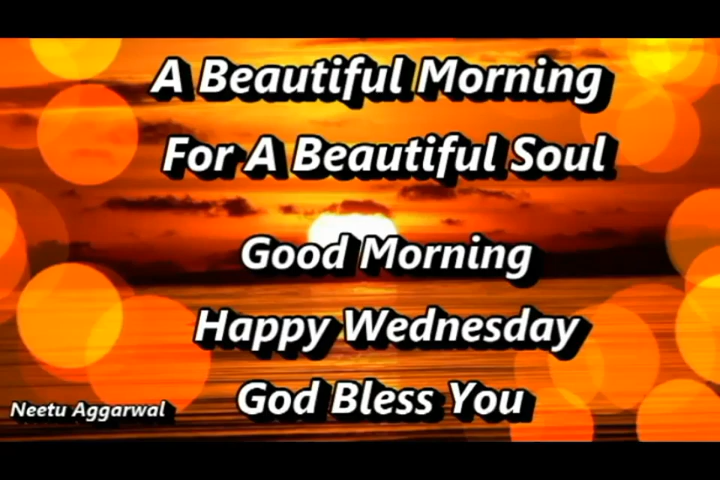 A Beautiful Morning
For A Beautiful Soul
Good Morning
Happy Wednesday
God Bless You
Neetu Aggarwal